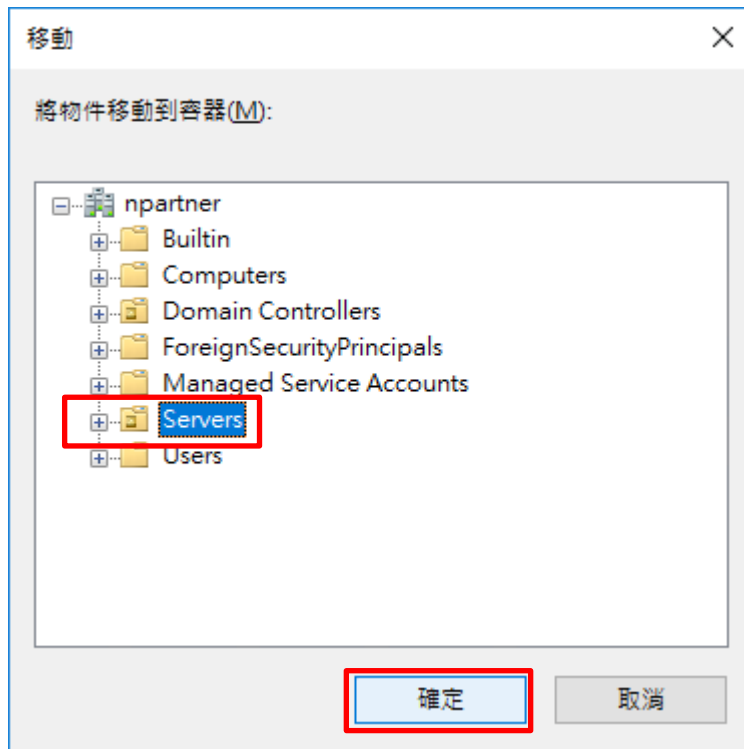 移動
將物件移動到容器(M):
npartner
Builtin
Computers
Domain Controllers
ForeignSecurityPrincipals
Managed Service Accounts
Servers
Users
確定
取消